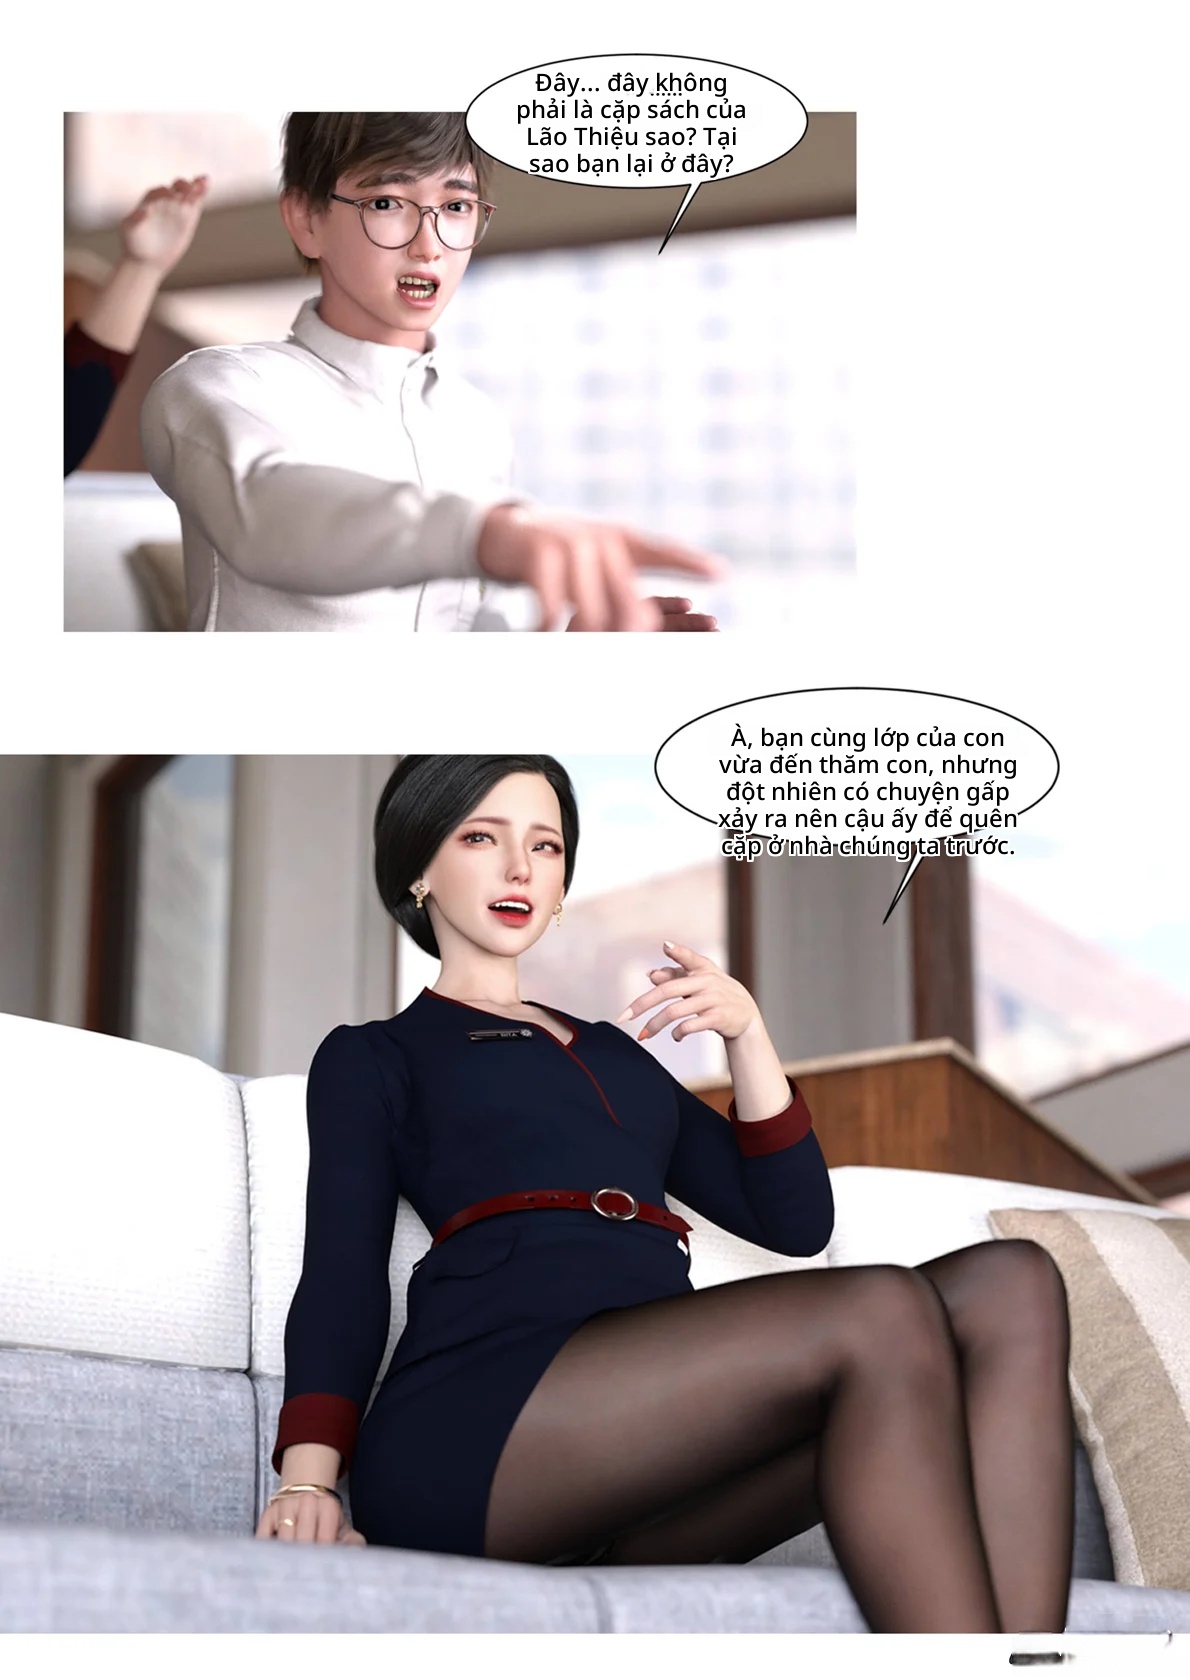 Đây... đây không
phải là cặp sách của
Lão Thiệu sao? Tại
sao bạn lại ở đây?
À, bạn cùng lớp của con
vừa đến thăm con, nhưng
đột nhiên có chuyện gấp
xảy ra nên cậu ấy để quên
cặp ở nhà chúng ta trước.